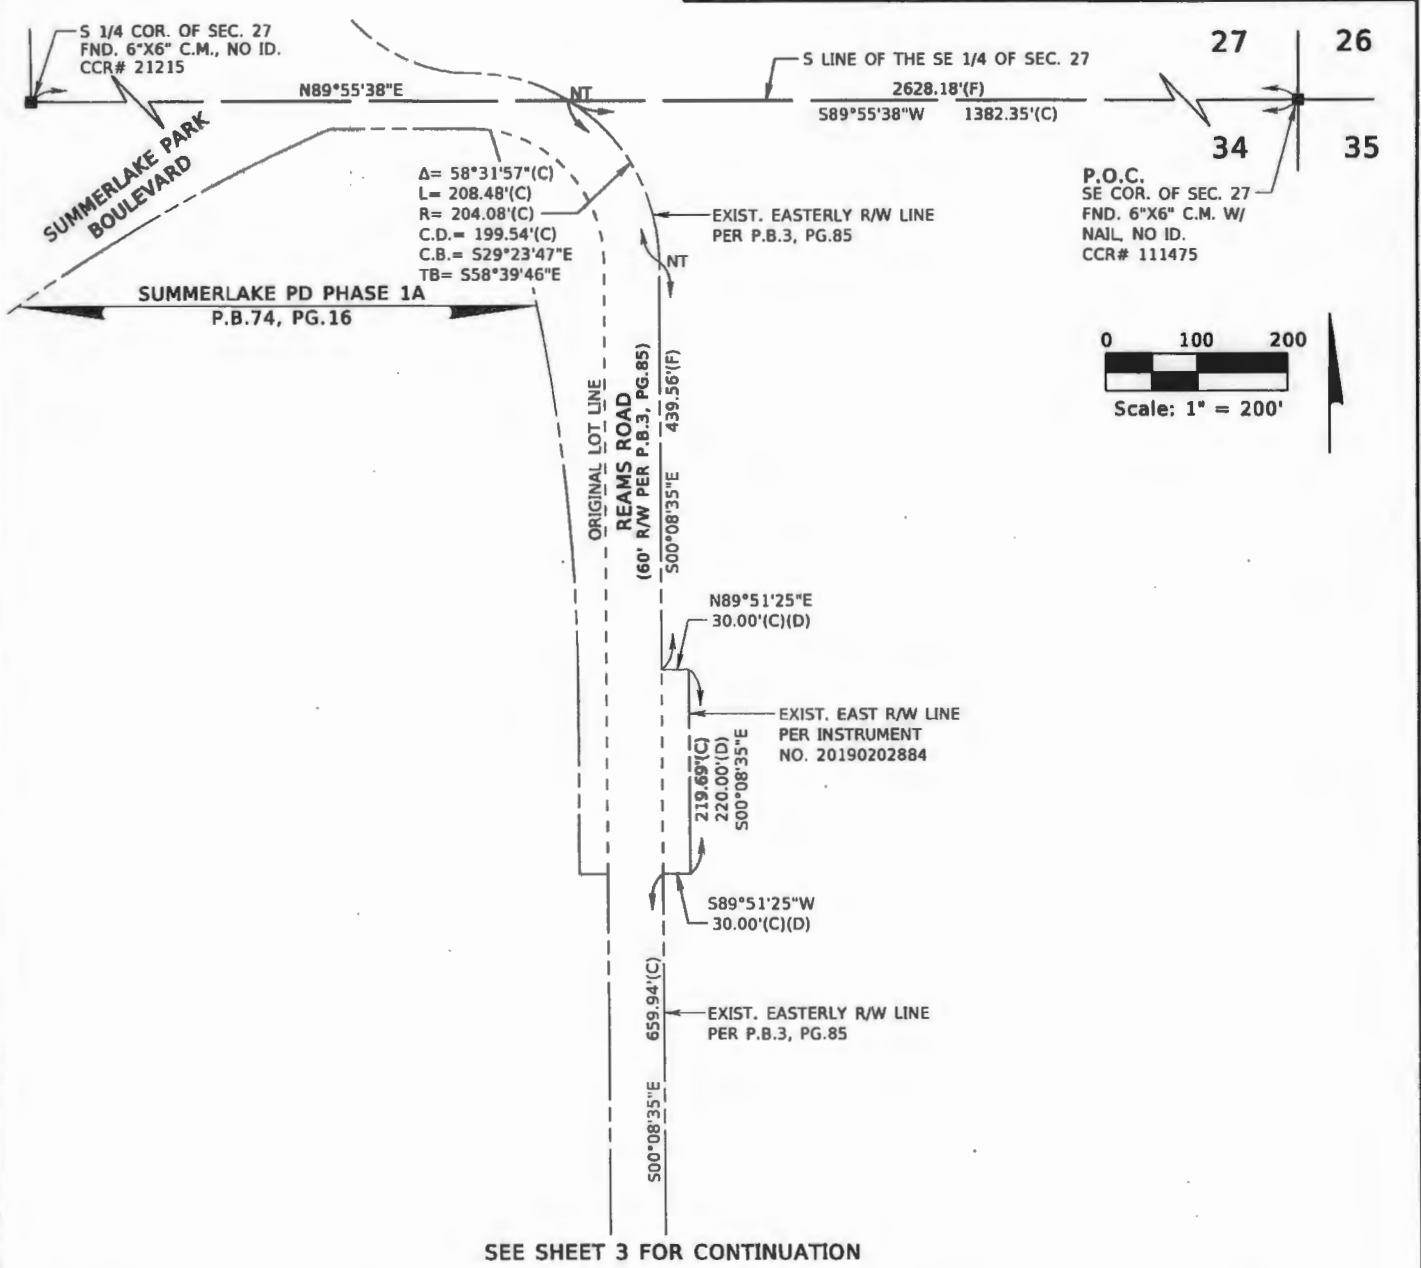 S 1/4 COR. OF SEC. 27
FND. 6"X6" C.M., NO ID.
CCR# 21215
N89°55'38"E
NT
S LINE OF THE SE 1/4 OF SEC. 27
2628.18'(F)
S89°55'38"W 1382.35'(C)
27 26
34 35
SUMMERLAKE PARK
BOULEVARD
P.O.C.
SE COR. OF SEC. 27
FND. 6"X6" C.M. W/
NAIL, NO ID.
CCR# 111475
Δ= 58°31'57"(C)
L= 208.48'(C)
R= 204.08'(C)
C.D.= 199.54'(C)
C.B.= S29°23'47"E
TB= S58°39'46"E
EXIST. EASTERLY R/W LINE
PER P.B.3, PG.85
NT
SUMMERLAKE PD PHASE 1A
P.B.74, PG.16
0 100 200
Scale: 1" = 200'
ORIGINAL LOT LINE
REAMS ROAD
(60' R/W PER P.B.3, PG.85)
S00°08'35"E 439.56'(F)
N89°51'25"E
30.00'(C)(D)
EXIST. EAST R/W LINE
PER INSTRUMENT
NO. 20190202884
219.69'(C)
220.00'(D)
S00°08'35"E
S89°51'25"W
30.00'(C)(D)
S00°08'35"E 659.94'(C)
EXIST. EASTERLY R/W LINE
PER P.B.3, PG.85
SEE SHEET 3 FOR CONTINUATION